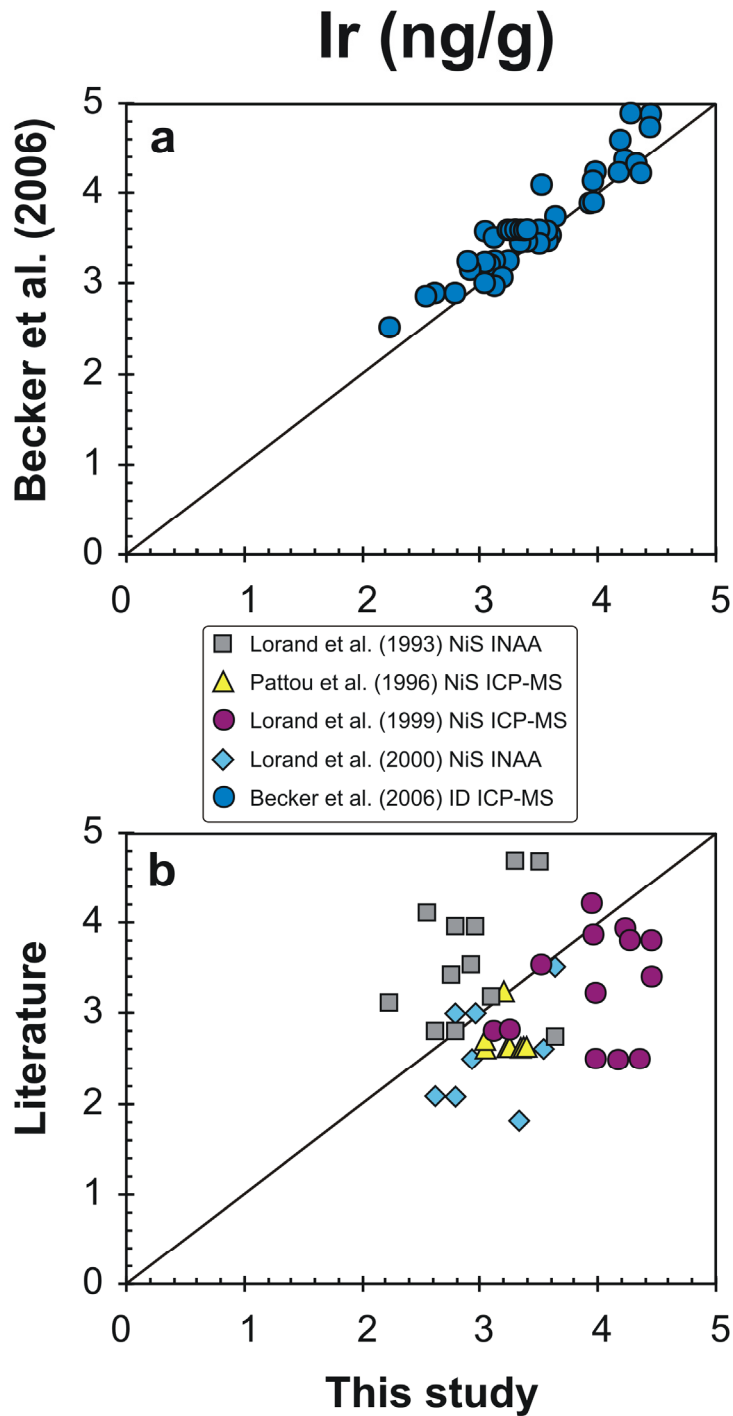 Ir (ng/g)
a
Becker et al. (2006)
5
4
3
2
1
0
0 1 2 3 4 5
Lorand et al. (1993) NiS INAA
Pattou et al. (1996) NiS ICP-MS
Lorand et al. (1999) NiS ICP-MS
Lorand et al. (2000) NiS INAA
Becker et al. (2006) ID ICP-MS
b
Literature
5
4
3
2
1
0
0 1 2 3 4 5
This study